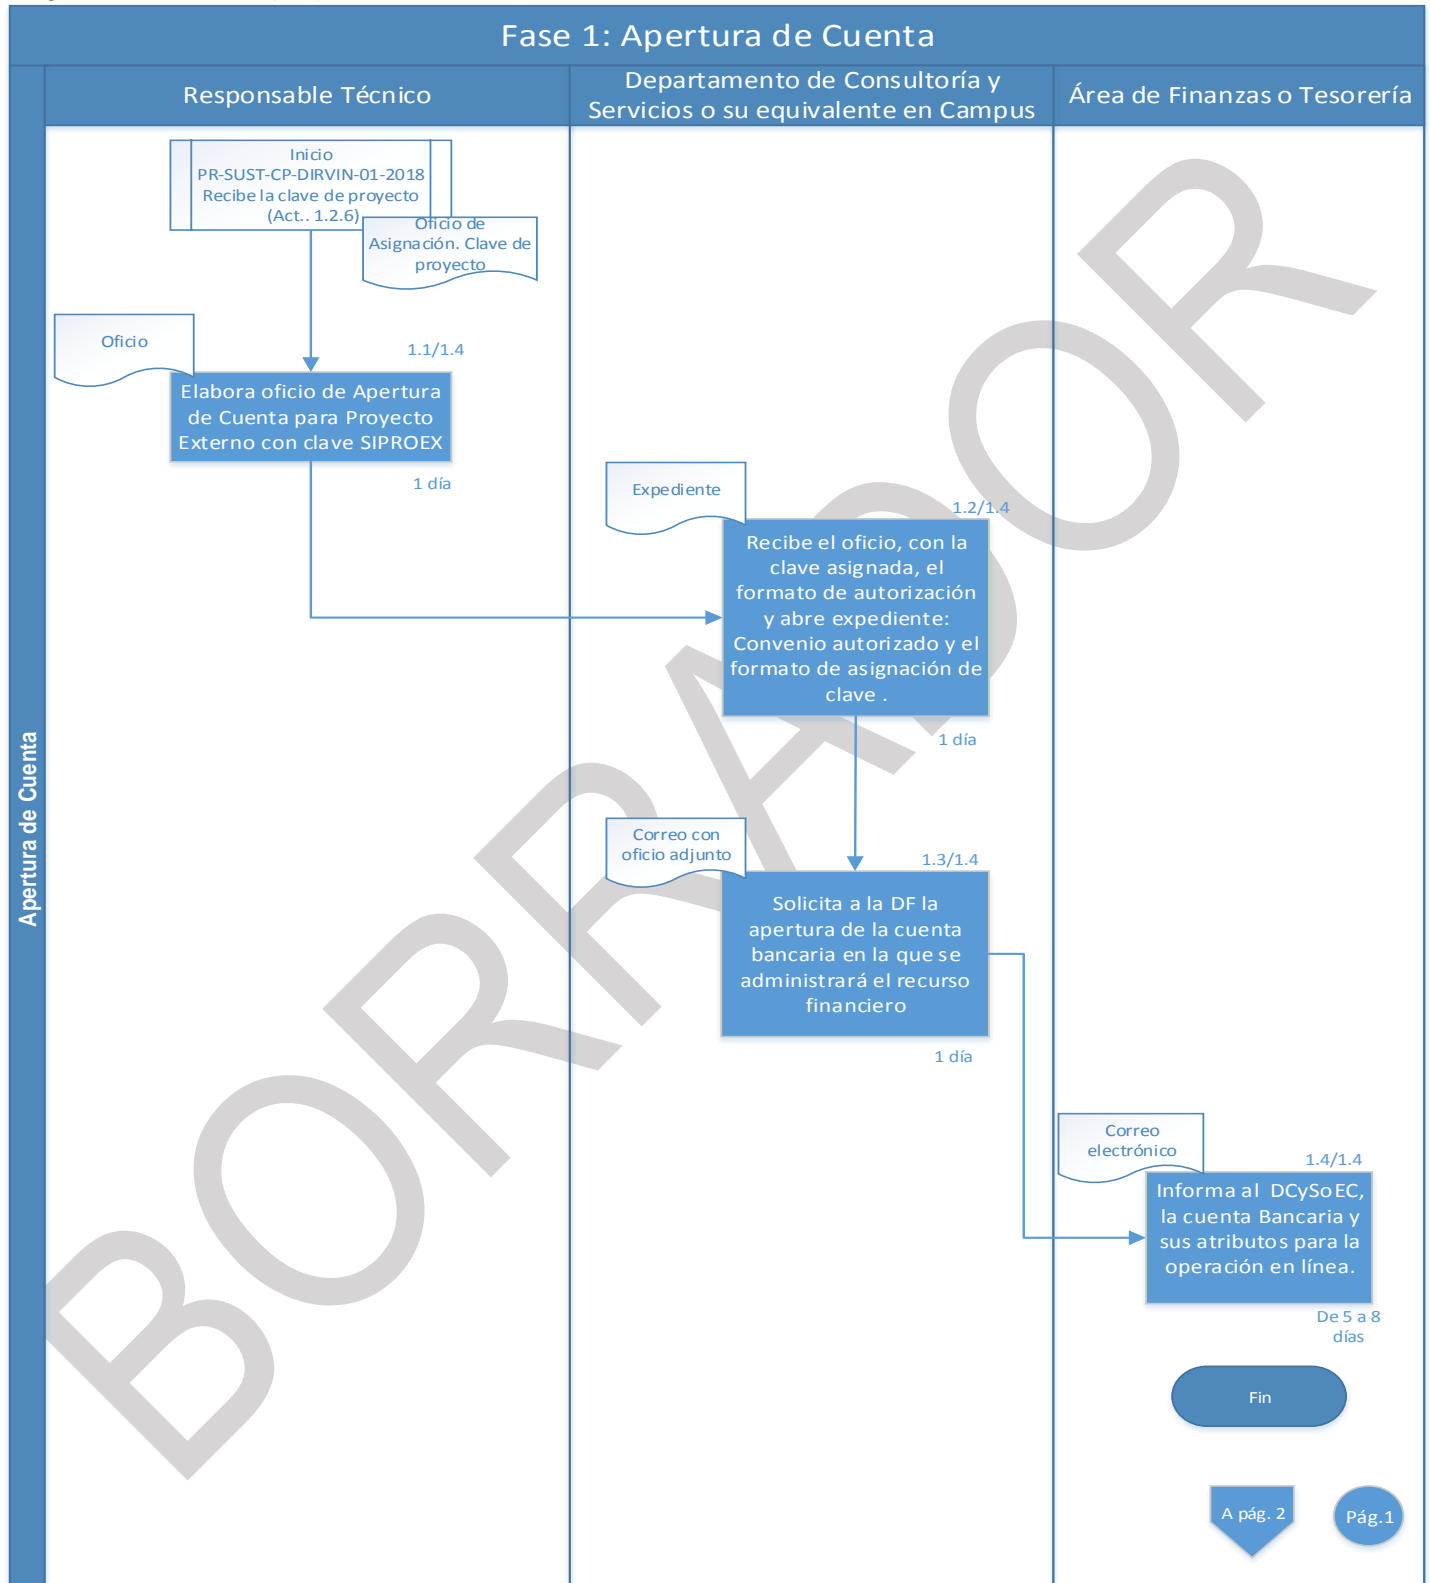 Fase 1: Apertura de Cuenta
Responsable Técnico
Departamento de Consultoría y
Servicios o su equivalente en Campus
Área de Finanzas o Tesorería
Apertura de Cuenta
Inicio
PR-SUST-CP-DIRVIN-01-2018
Recibe la clave de proyecto
(Act.. 1.2.6)
Oficio de
Asignación. Clave de
proyecto
Oficio
1.1/1.4
Elabora oficio de Apertura
de Cuenta para Proyecto
Externo con clave SIPROEX
1 día
Expediente
1.2/1.4
Recibe el oficio, con la
clave asignada, el
formato de autorización
y abre expediente:
Convenio autorizado y el
formato de asignación de
clave .
1 día
Correo con
oficio adjunto
1.3/1.4
Solicita a la DF la
apertura de la cuenta
bancaria en la que se
administrará el recurso
financiero
1 día
Correo
electrónico
1.4/1.4
Informa al DCySoEC,
la cuenta Bancaria y
sus atributos para la
operación en línea.
De 5 a 8
días
Fin
A pág. 2
Pág.1
BORRADOR